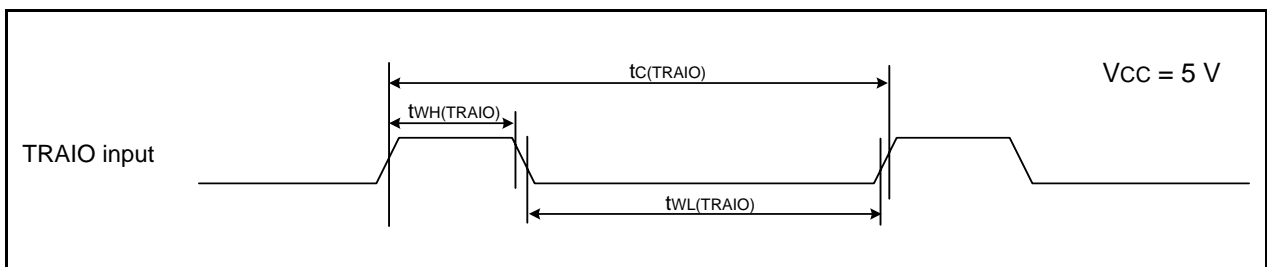 tC(TRAIO)
VCC = 5 V
tWH(TRAIO)
TRAIO input
tWL(TRAIO)